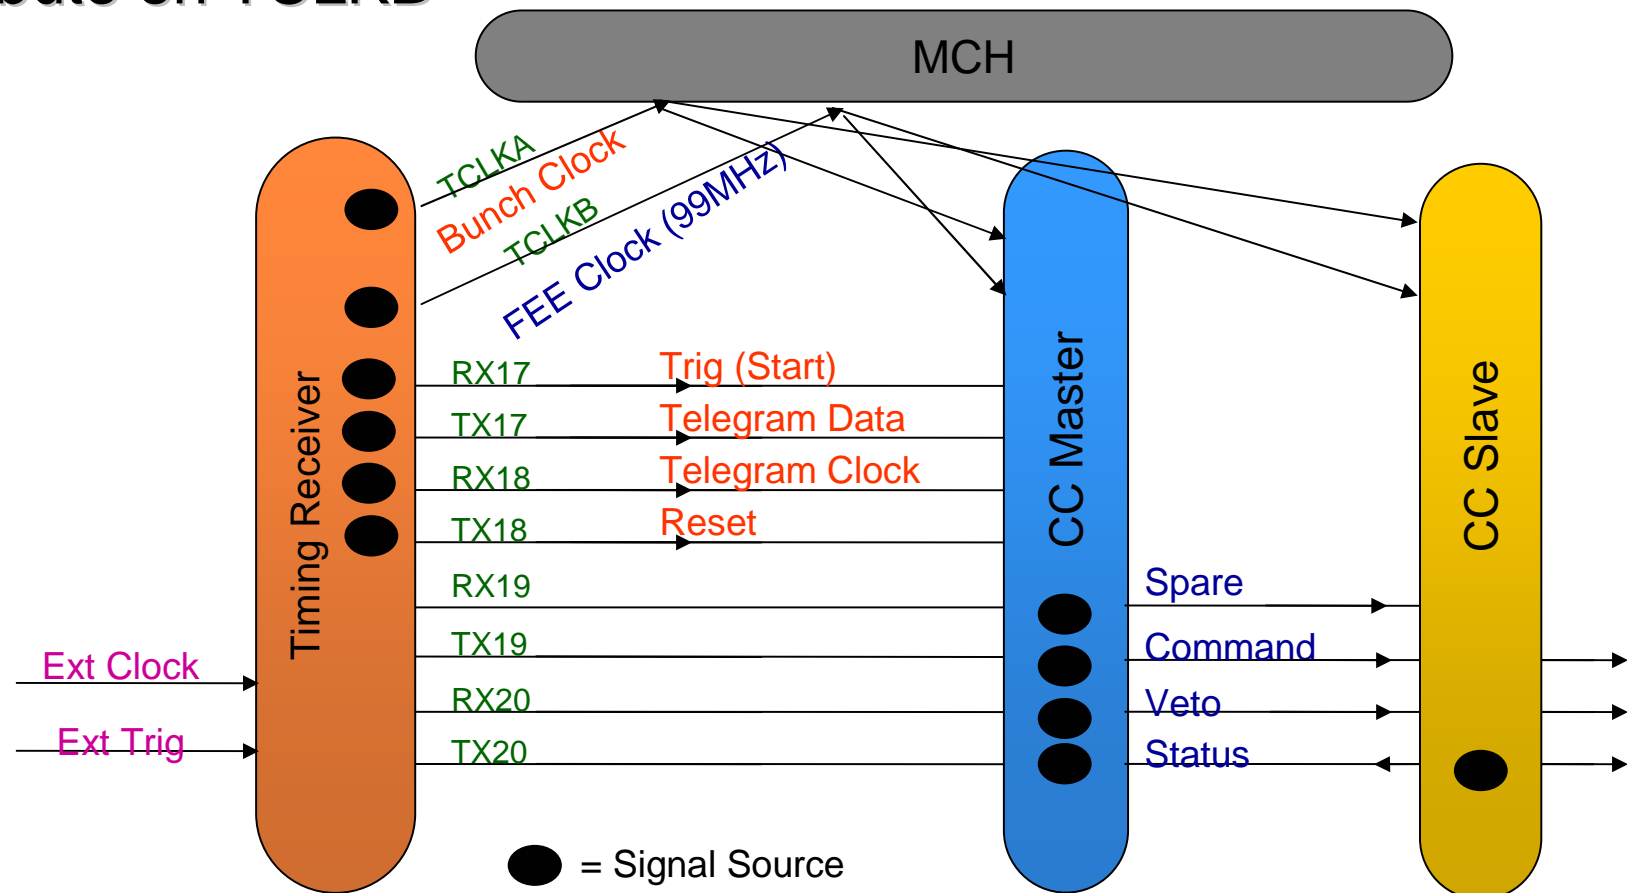 on TCLKB
MCH
TCLKA
Bunch Clock
TCLKB
FEE Clock (99MHz)
Timing Receiver
CC Master
CC Slave
RX17
Trig (Start)
TX17
Telegram Data
RX18
Telegram Clock
TX18
Reset
RX19
Spare
TX19
Command
Ext Clock
RX20
Veto
Ext Trig
TX20
Status
= Signal Source